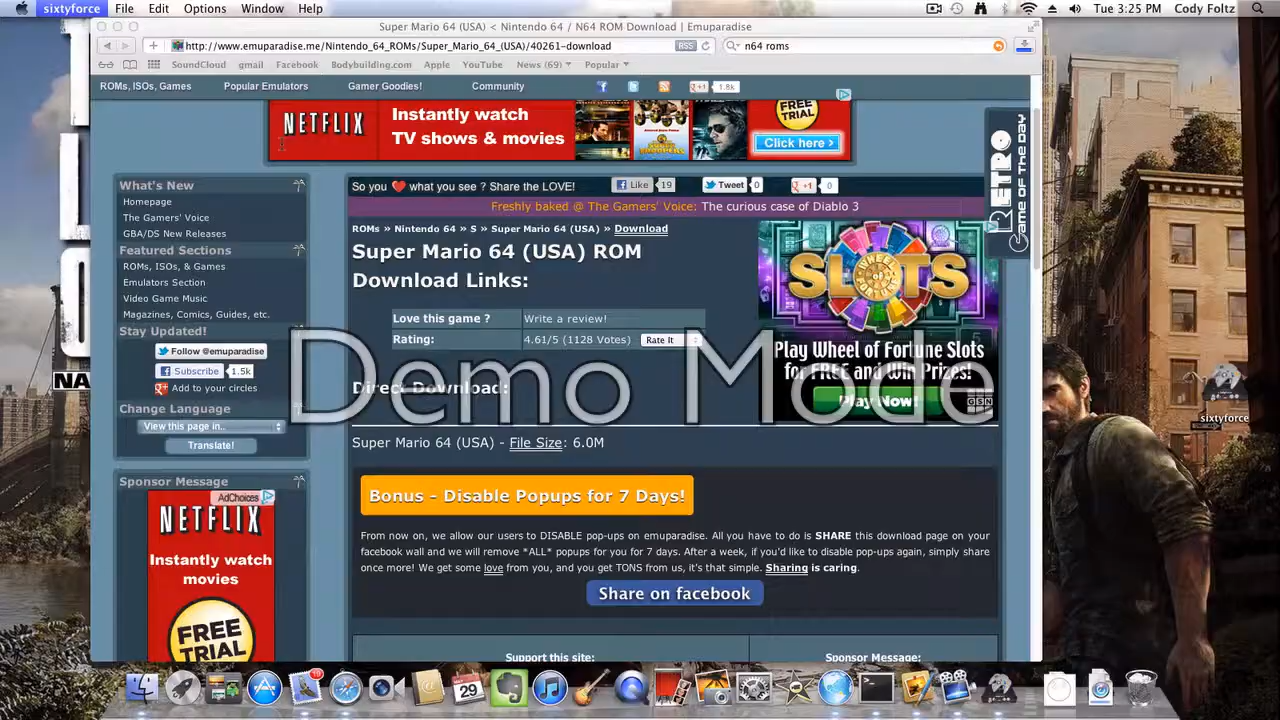 sixtyforce File Edit Options Window Help Tue 3:25 PM Cody Foltz
Super Mario 64 (USA) < Nintendo 64 / N64 ROM Download | Emuparadise
http://www.emuparadise.me/Nintendo_64_ROMs/Super_Mario_64_(USA)/40261-download RSS n64 roms
SoundCloud gmail Facebook Bodybuilding.com Apple YouTube News (69) Popular
ROMs, ISOs, Games Popular Emulators Gamer Goodies! Community +1 1.8k
NETFLIX
Instantly watch
TV shows & movies
FREE
TRIAL
Click here >
RETRO
Game OF THE DAY
What's New
Homepage
The Gamers' Voice
GBA/DS New Releases
Featured Sections
ROMs, ISOs, & Games
Emulators Section
Video Game Music
Magazines, Comics, Guides, etc.
Stay Updated!
Follow @emuparadise
Subscribe 1.5k
Add to your circles
Change Language
View this page in..
Translate!
Sponsor Message
AdChoices
NETFLIX
Instantly watch
movies
FREE
TRIAL
So you what you see ? Share the LOVE! Like 19 Tweet 0 +1 0
Freshly baked @ The Gamers' Voice: The curious case of Diablo 3
ROMs » Nintendo 64 » S » Super Mario 64 (USA) » Download
Super Mario 64 (USA) ROM
Download Links:
Love this game ? Write a review!
Rating: 4.61/5 (1128 Votes) Rate It
Direct Download:
SLOTS
Play Wheel of Fortune Slots
for FREE and Win Prizes!
Play Now!
GSN
Demo Mode
Super Mario 64 (USA) - File Size: 6.0M
Bonus - Disable Popups for 7 Days!
From now on, we allow our users to DISABLE pop-ups on emuparadise. All you have to do is SHARE this download page on your
facebook wall and we will remove *ALL* popups for you for 7 days. After a week, if you'd like to disable pop-ups again, simply share
once more! We get some love from you, and you get TONS from us, it's that simple. Sharing is caring.
Share on facebook
Support this site: Sponsor Message:
sixtyforce
NA
29